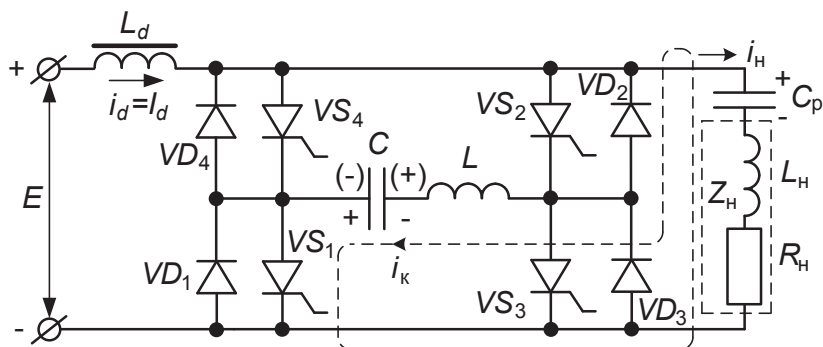 L_d
+
i_d=I_d
i_н
VD_2
VS_4
VS_2
+
C_р
-
VD_4
C
L
(-)
(+)
L_н
Z_н
E
+
-
VS_1
i_к
R_н
VD_1
VS_3
VD_3
-